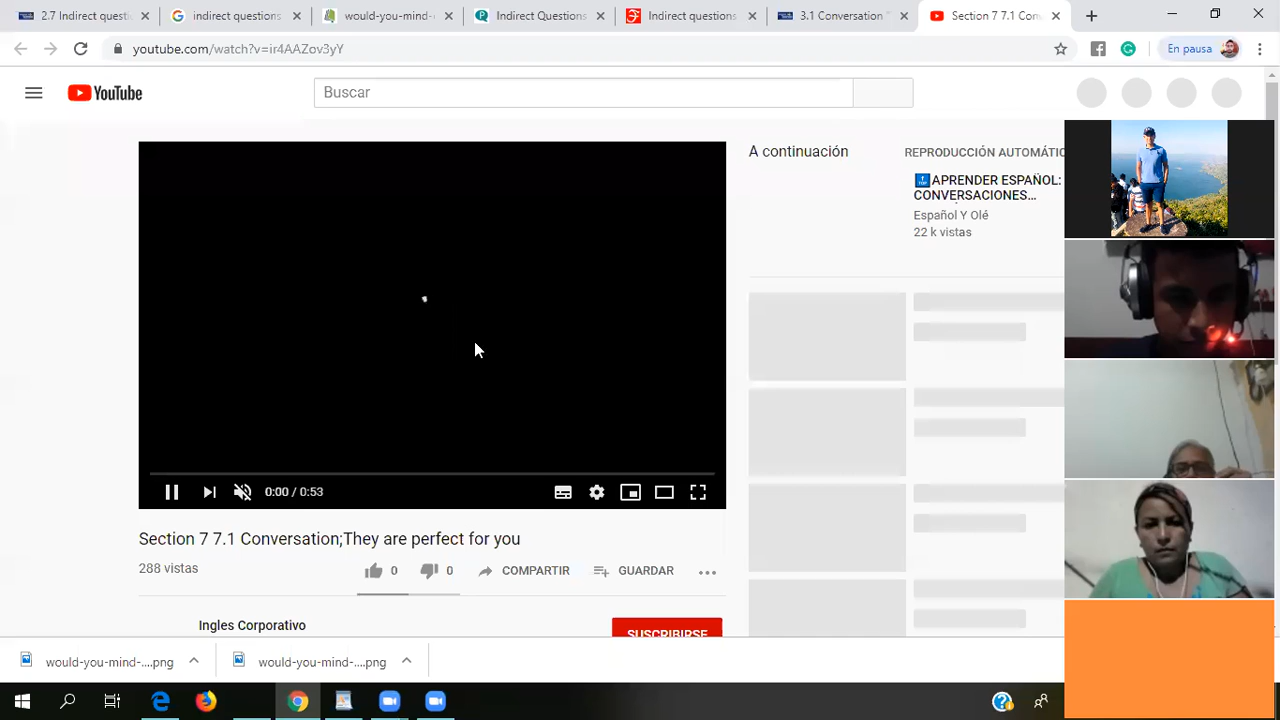 2.7 Indirect questions
indirect questions
would-you-mind-
Indirect Questions
Indirect questions
3.1 Conversation "
Section 7 7.1 Conv
youtube.com/watch?v=ir4AAZov3yY
En pausa
YouTube
Buscar
A continuación
REPRODUCCIÓN AUTOMÁTIC
TOP APRENDER ESPAÑOL:
CONVERSACIONES...
Español Y Olé
22 k vistas
0:00 / 0:53
Section 7 7.1 Conversation;They are perfect for you
288 vistas
0
0
COMPARTIR
GUARDAR
Ingles Corporativo
SUSCRIBIRSE
would-you-mind-....png
would-you-mind-....png